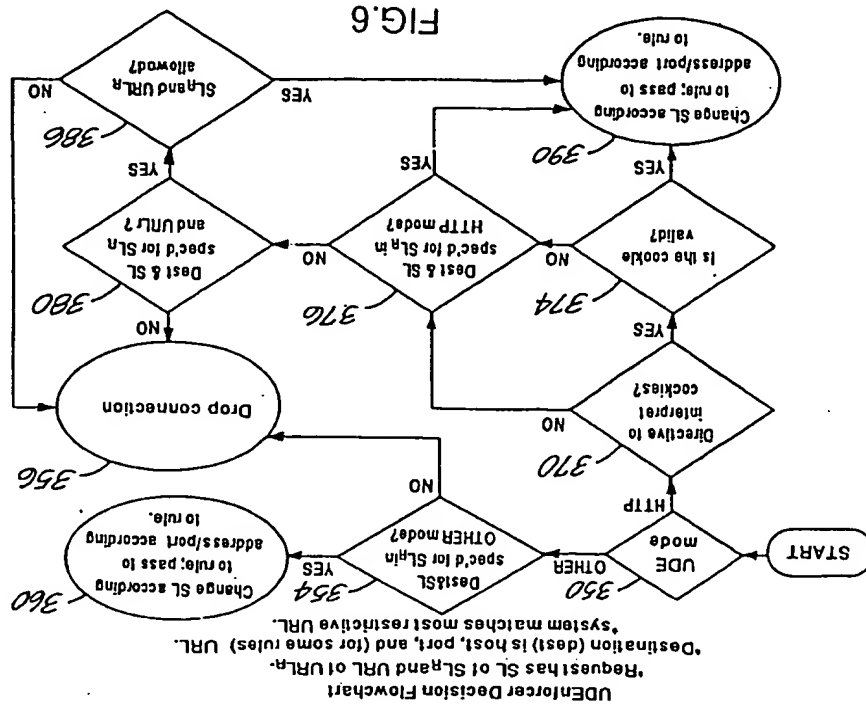 UDEnforcer Decision Flowchart
*Request has SL of SLR and URL of URLR.
*Destination (dest) is host, port, and (for some rules) URL.
*system matches most restrictive URL.
START
UDE
mode
350
OTHER
HTTP
Dest&SL
spec'd for SLR in
OTHER mode?
354
YES
NO
Change SL according
to rule; pass to
address/port according
to rule.
360
Directive to
interpret
cookies?
370
NO
YES
Drop connection
356
Is the cookie
valid?
374
NO
YES
Dest & SL
spec'd for SLR in
HTTP mode?
376
NO
YES
Dest & SL
spec'd for SLR
and URLr?
380
NO
YES
SLR and URLR
allowed?
386
NO
YES
Change SL according
to rule; pass to
address/port according
to rule.
390
FIG.6